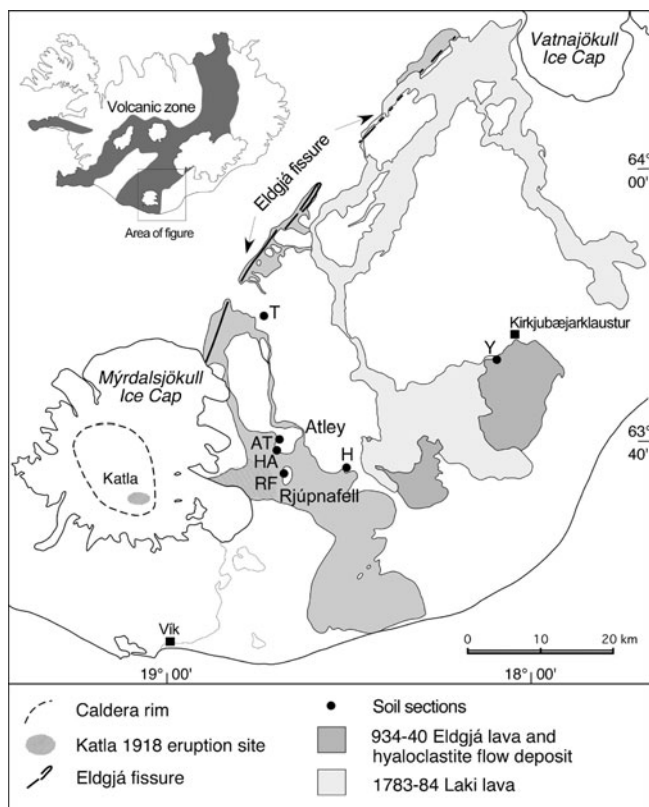 Vatnajökull
Ice Cap
Volcanic zone
Eldgjá fissure
64°
00'
Area of figure
T
Kirkjubæjarklaustur
Y
Mýrdalsjökull
Ice Cap
Atley
AT
63°
40'
HA
H
Katla
RF
Rjúpnafell
Vík
0 10 20 km
19° 00' 18° 00'
Caldera rim
Soil sections
Katla 1918 eruption site
934-40 Eldgjá lava and
hyaloclastite flow deposit
Eldgjá fissure
1783-84 Laki lava